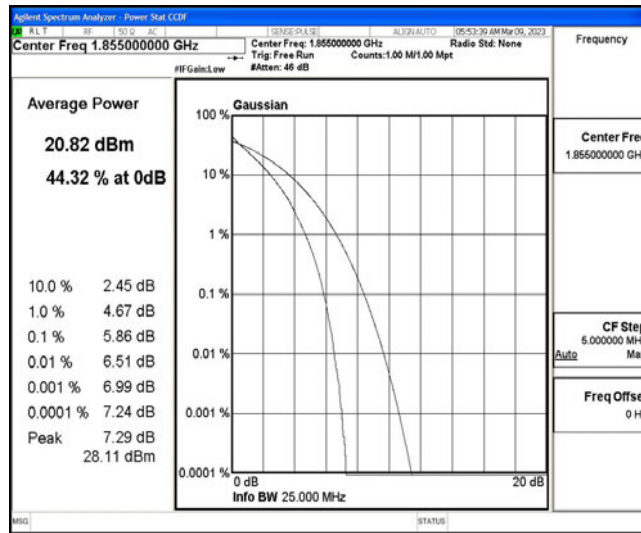 Agilent Spectrum Analyzer - Power Stat CCDF
R L T RF 50 Ω AC SENSE:PULSE ALIGN AUTO 05:53:39 AM Mar 09, 2023
Center Freq 1.855000000 GHz
Center Freq: 1.855000000 GHz Radio Std: None
Trig: Free Run Counts:1.00 M/1.00 Mpt
#IFGain:Low #Atten: 46 dB
Frequency
Average Power
20.82 dBm
44.32 % at 0dB
10.0 % 2.45 dB
1.0 % 4.67 dB
0.1 % 5.86 dB
0.01 % 6.51 dB
0.001 % 6.99 dB
0.0001 % 7.24 dB
Peak 7.29 dB
28.11 dBm
Gaussian
100 %
10 %
1 %
0.1 %
0.01 %
0.001 %
0.0001 %
0 dB 20 dB
Info BW 25.000 MHz
Center Fre
1.855000000 GH
CF Step
5.000000 MH
Auto Ma
Freq Offse
0 H
MSG STATUS